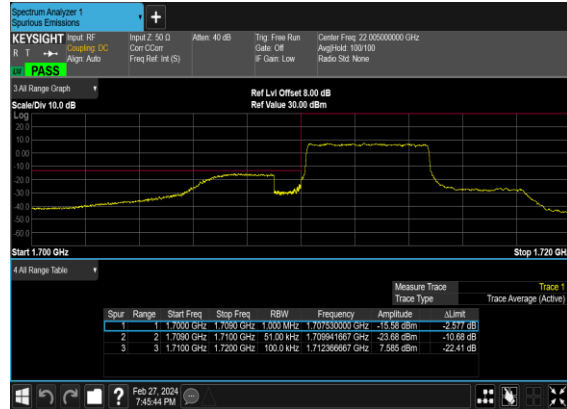 Spectrum Analyzer 1
Spurious Emissions
KEYSIGHT Input: RF Input Z: 50 Ω Atten: 40 dB Trig: Free Run Center Freq: 22.005000000 GHz
R T Coupling: DC Corr CCorr Gate: Off Avg|Hold: 100/100
Align: Auto Freq Ref: Int (S) IF Gain: Low Radio Std: None
PASS
3 All Range Graph
Ref Lvl Offset 8.00 dB
Scale/Div 10.0 dB Ref Value 30.00 dBm
Log
20.0
10.0
0.00
-10.0
-20.0
-30.0
-40.0
-50.0
-60.0
Start 1.700 GHz Stop 1.720 GH
4 All Range Table
Measure Trace Trace 1
Trace Type Trace Average (Active)
Spur Range Start Freq Stop Freq RBW Frequency Amplitude ΔLimit
1 1 1.7000 GHz 1.7090 GHz 1.000 MHz 1.707530000 GHz -15.58 dBm -2.577 dB
2 2 1.7090 GHz 1.7100 GHz 51.00 kHz 1.709941667 GHz -23.68 dBm -10.68 dB
3 3 1.7100 GHz 1.7200 GHz 100.0 kHz 1.712366667 GHz 7.585 dBm -22.41 dB
? Feb 27, 2024
7:45:44 PM